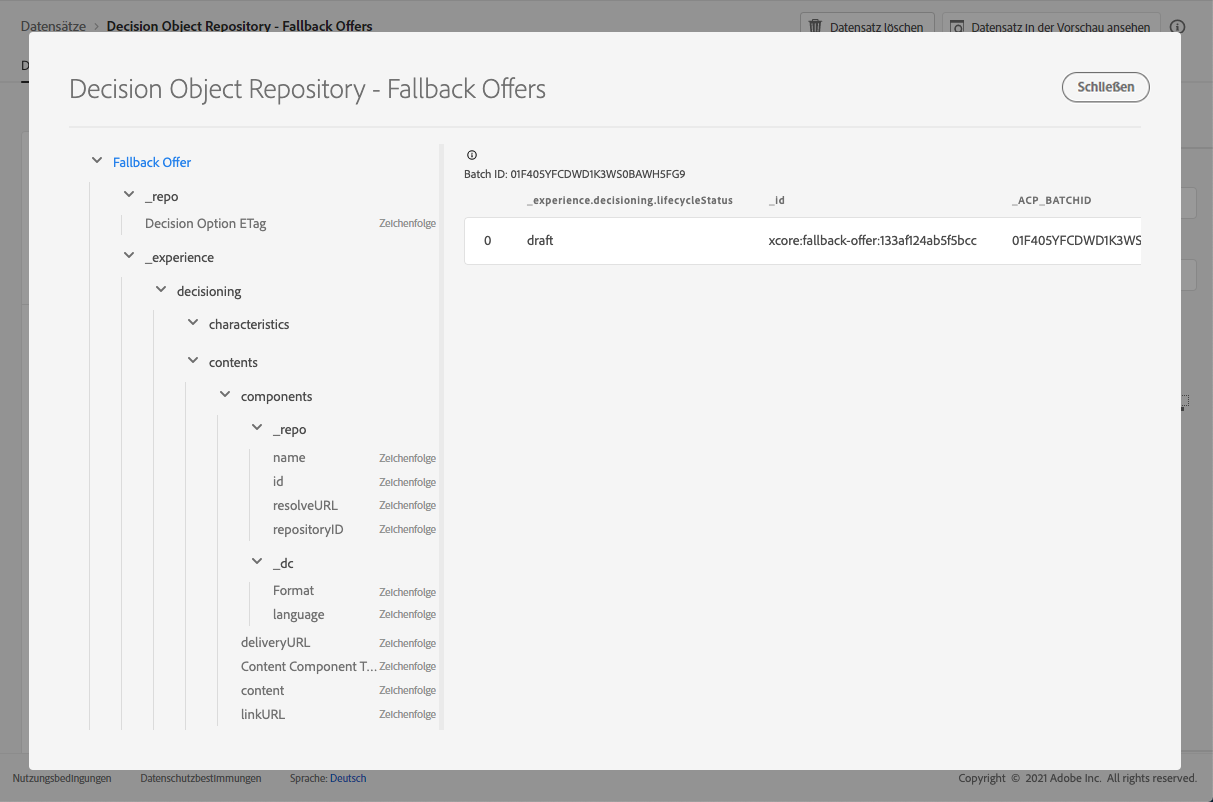 Datensätze > Decision Object Repository - Fallback Offers
Datensatz löschen
Datensatz in der Vorschau ansehen
D
Decision Object Repository - Fallback Offers
Schließen
Fallback Offer
_repo
Decision Option ETag Zeichenfolge
_experience
decisioning
characteristics
contents
components
_repo
name Zeichenfolge
id Zeichenfolge
resolveURL Zeichenfolge
repositoryID Zeichenfolge
_dc
Format Zeichenfolge
language Zeichenfolge
deliveryURL Zeichenfolge
Content Component T... Zeichenfolge
content Zeichenfolge
linkURL Zeichenfolge
Batch ID: 01F405YFCDWD1K3WS0BAWH5FG9
_experience.decisioning.lifecycleStatus _id _ACP_BATCHID
0 draft xcore:fallback-offer:133af124ab5f5bcc 01F405YFCDWD1K3WS
Nutzungsbedingungen Datenschutzbestimmungen Sprache: Deutsch
Copyright © 2021 Adobe Inc. All rights reserved.